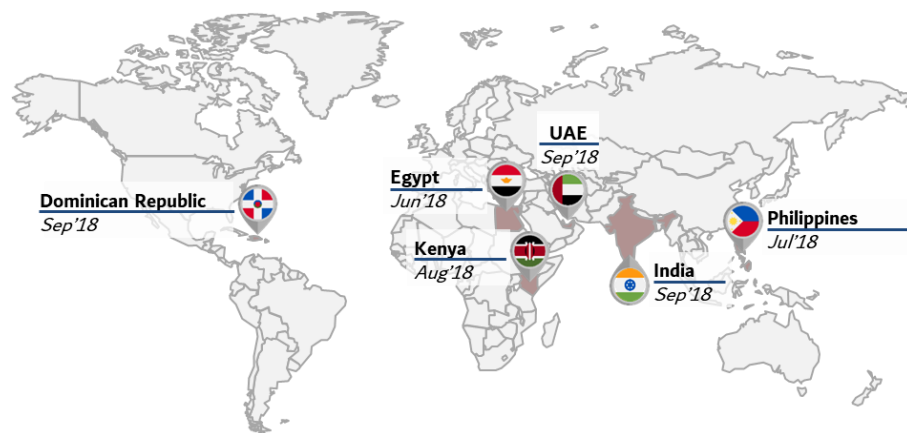 UAE
Sep'18
Egypt
Jun'18
Dominican Republic
Sep'18
Philippines
Jul'18
Kenya
Aug'18
India
Sep'18